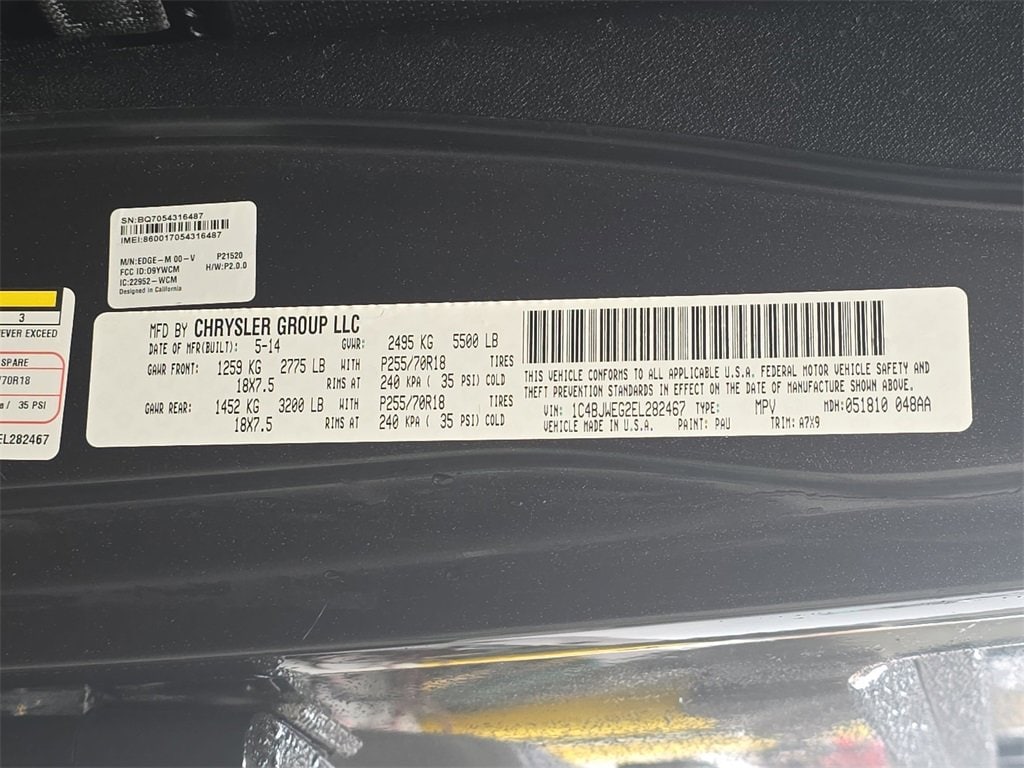 SN:BQ7054316487
IMEI:860017054316487
M/N:EDGE-M 00-V P21520
FCC ID:09YWCM H/W:P2.0.0
IC:22952-WCM
Designed in California
3
EVER EXCEED
SPARE
70R18
/ 35 PSI
EL282467
MFD BY CHRYSLER GROUP LLC
DATE OF MFR(BUILT): 5-14 GVWR: 2495 KG 5500 LB
GAWR FRONT: 1259 KG 2775 LB WITH P255/70R18 TIRES
18X7.5 RIMS AT 240 KPA ( 35 PSI) COLD
GAWR REAR: 1452 KG 3200 LB WITH P255/70R18 TIRES
18X7.5 RIMS AT 240 KPA ( 35 PSI) COLD
THIS VEHICLE CONFORMS TO ALL APPLICABLE U.S.A. FEDERAL MOTOR VEHICLE SAFETY AND
THEFT PREVENTION STANDARDS IN EFFECT ON THE DATE OF MANUFACTURE SHOWN ABOVE.
VIN: 1C4BJWEG2EL282467 TYPE: MPV MDH:051810 048AA
VEHICLE MADE IN U.S.A. PAINT: PAU TRIM: A7X9